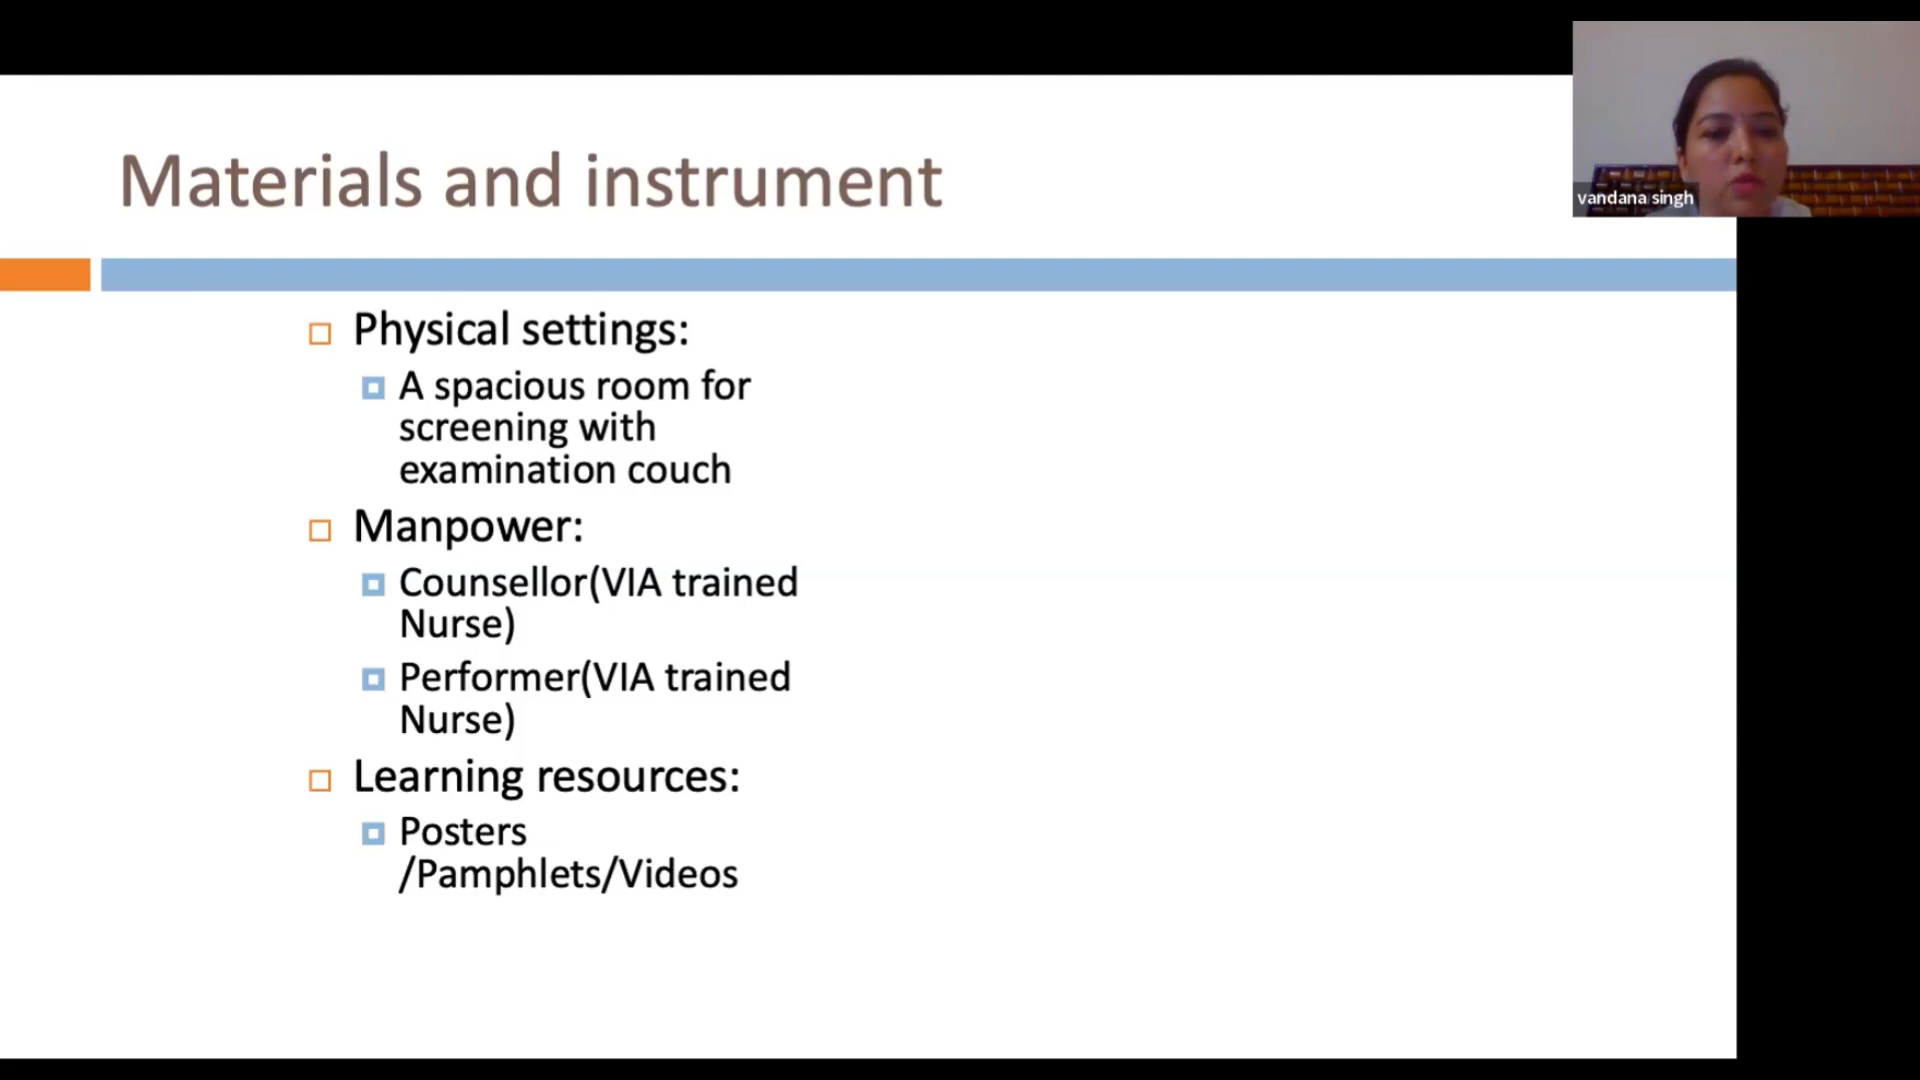 Materials and instrument
vandana singh
Physical settings:
A spacious room for
screening with
examination couch
Manpower:
Counsellor(VIA trained
Nurse)
Performer(VIA trained
Nurse)
Learning resources:
Posters
/Pamphlets/Videos